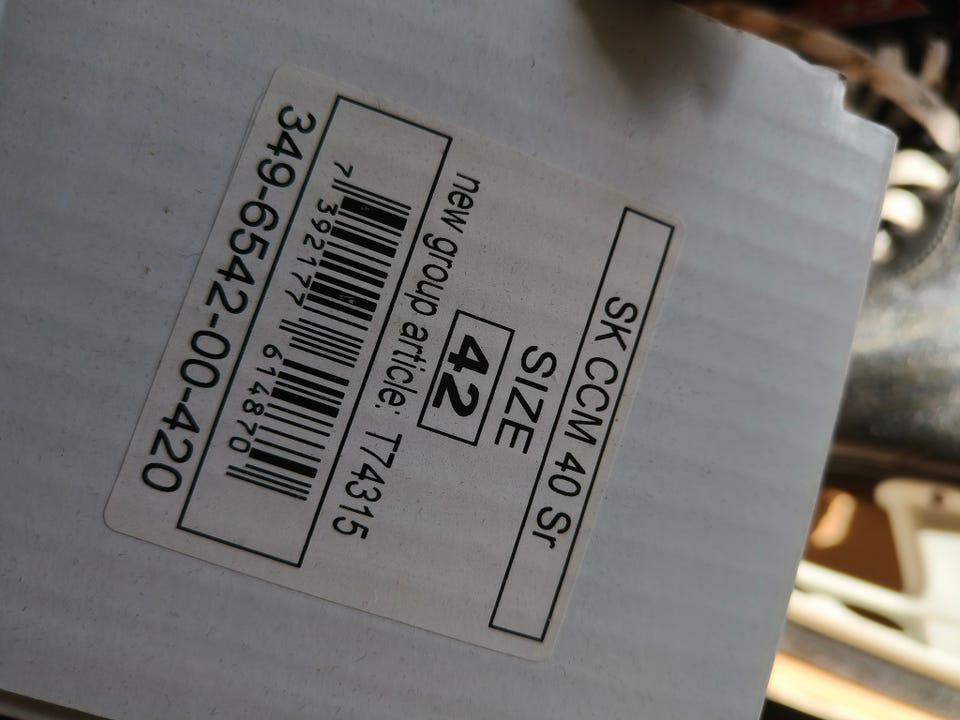 SK CCM 40 Sr
SIZE
42
new group article: T74315
7 392177 614870
349-6542-00-420